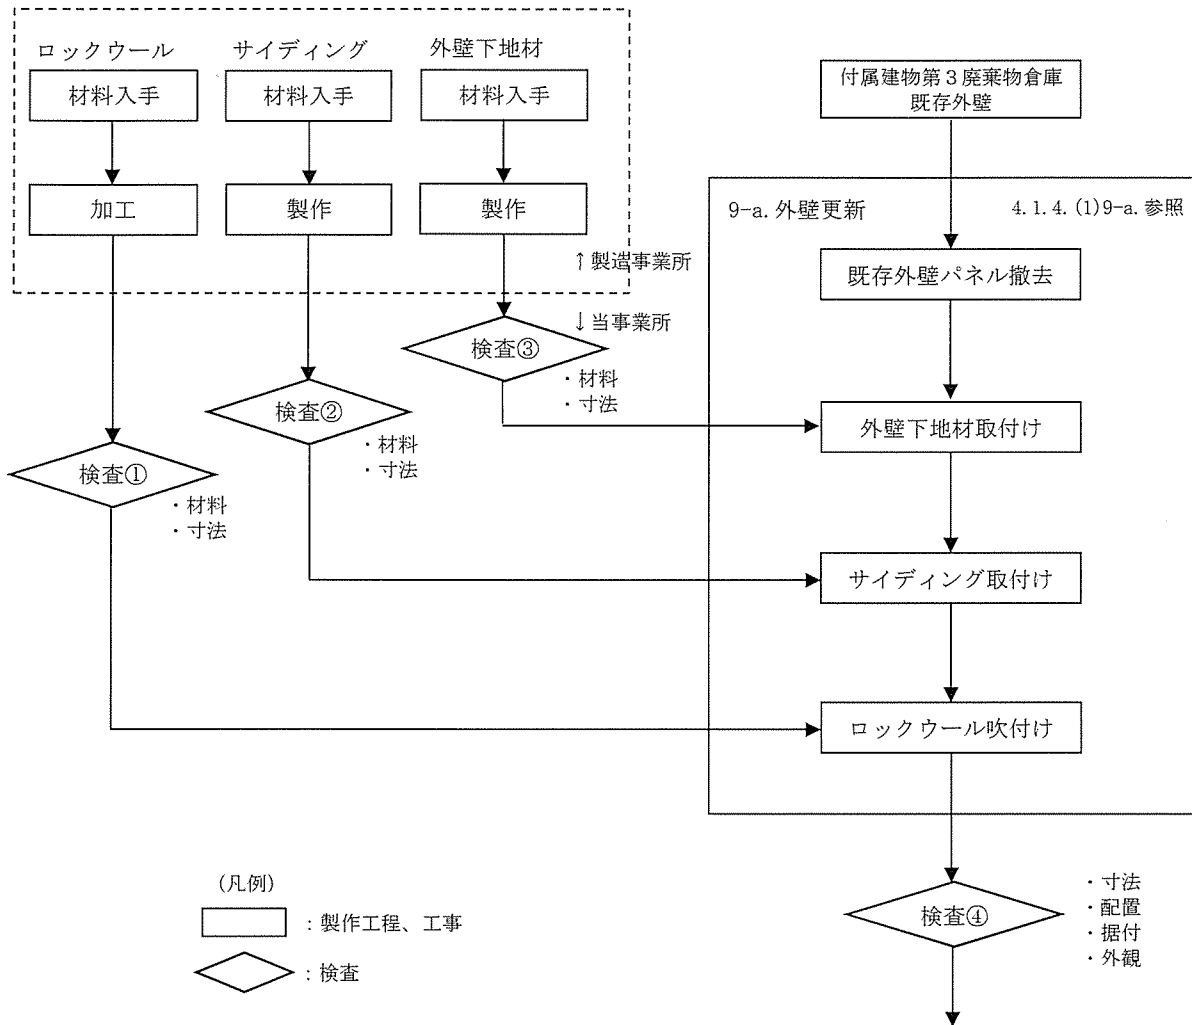 ロックウール
サイディング
外壁下地材
材料入手
材料入手
材料入手
加工
製作
製作
↑製造事業所
↓当事業所
検査③
・材料
・寸法
検査②
・材料
・寸法
検査①
・材料
・寸法
付属建物第3廃棄物倉庫
既存外壁
9-a.外壁更新
4.1.4.(1)9-a.参照
既存外壁パネル撤去
外壁下地材取付け
サイディング取付け
ロックウール吹付け
検査④
・寸法
・配置
・据付
・外観
(凡例)
：製作工程、工事
：検査